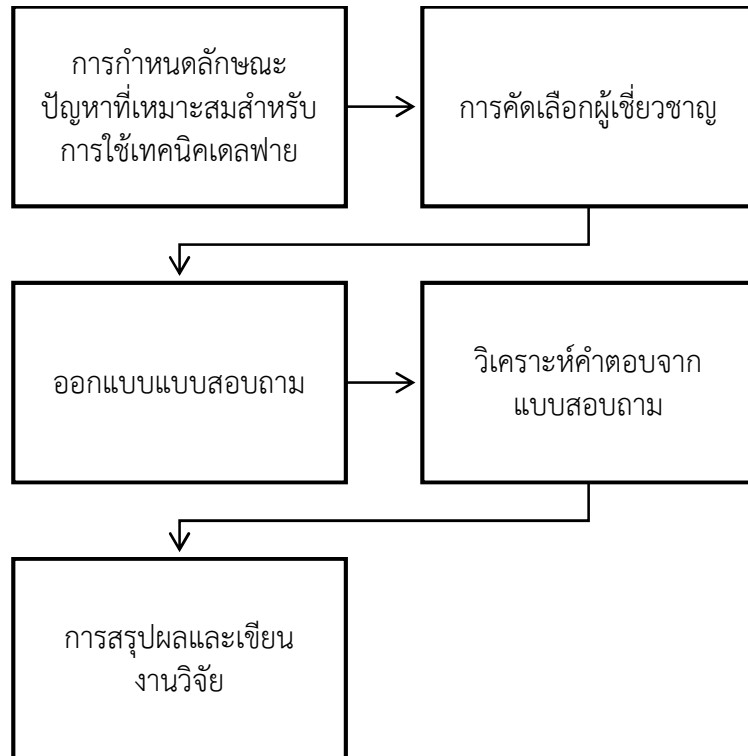 การกำหนดลักษณะ
ปัญหาที่เหมาะสมสำหรับ
การใช้เทคนิคเดลฟาย
การคัดเลือกผู้เชี่ยวชาญ
ออกแบบแบบสอบถาม
วิเคราะห์คำตอบจาก
แบบสอบถาม
การสรุปผลและเขียน
งานวิจัย